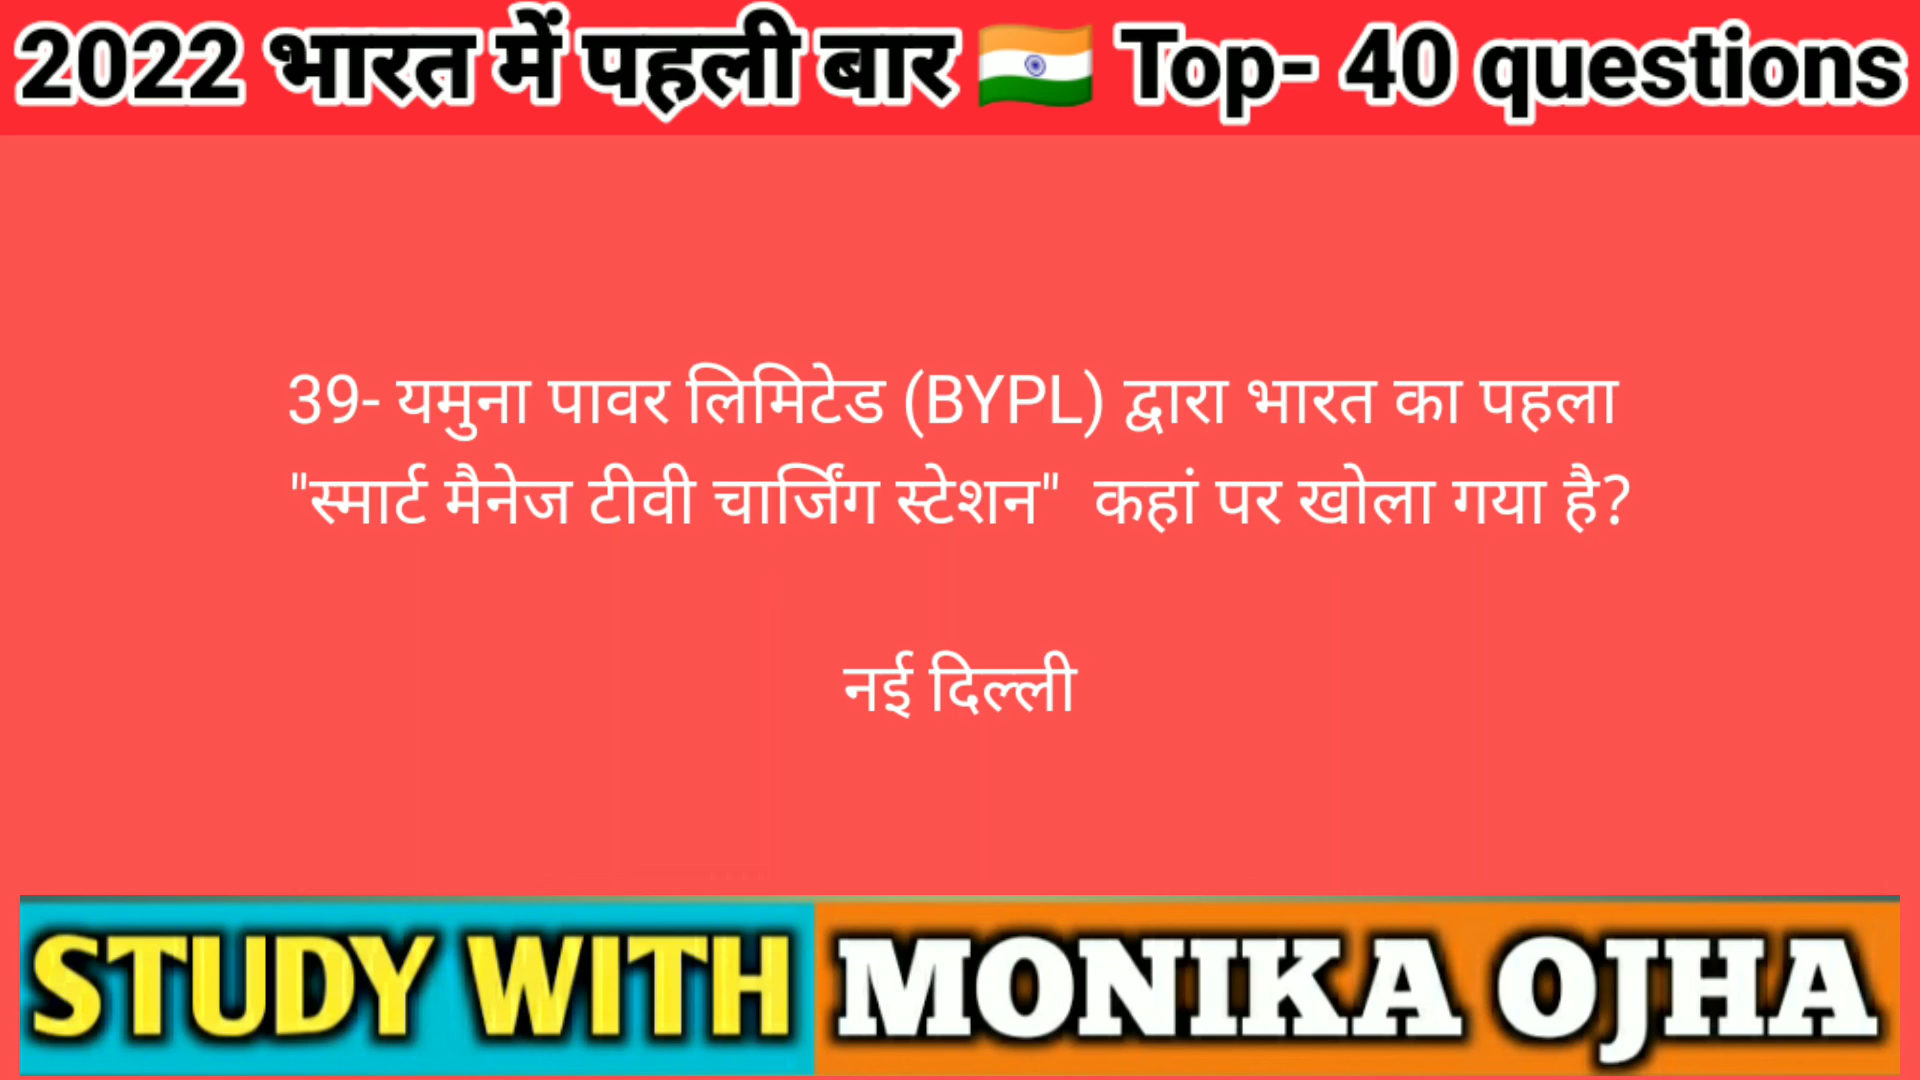 2022 भारत में पहली बार 🇮🇳 Top- 40 questions
39- यमुना पावर लिमिटेड (BYPL) द्वारा भारत का पहला
"स्मार्ट मैनेज टीवी चार्जिंग स्टेशन" कहां पर खोला गया है?
नई दिल्ली
STUDY WITH MONIKA OJHA